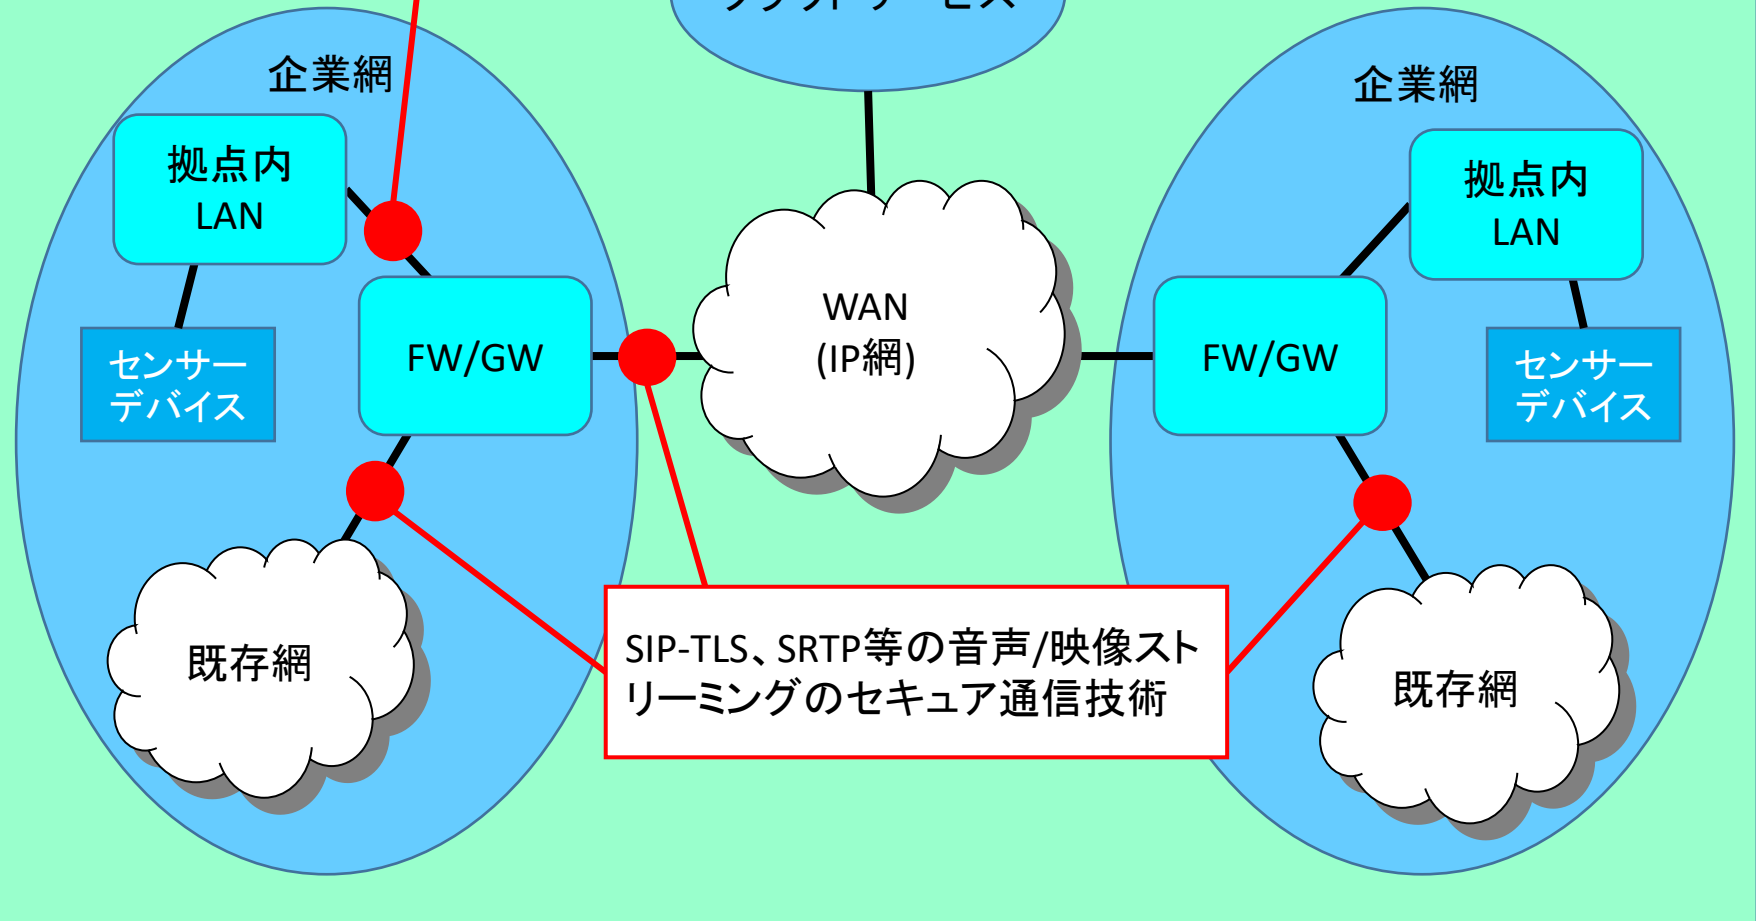 企業網
企業網
拠点内
LAN
拠点内
LAN
WAN
(IP網)
FW/GW
FW/GW
センサー
デバイス
センサー
デバイス
SIP-TLS、SRTP等の音声/映像スト
リーミングのセキュア通信技術
既存網
既存網